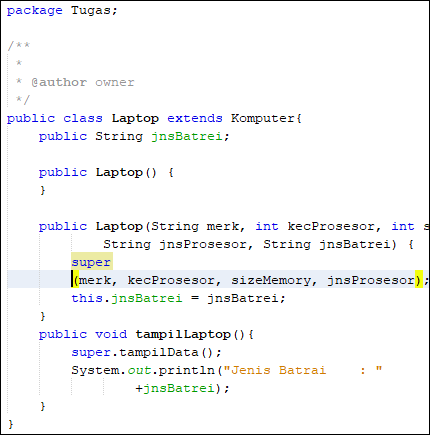 package Tugas;
/**
*
* @author owner
*/
public class Laptop extends Komputer{
public String jnsBatrei;
public Laptop() {
}
public Laptop(String merk, int kecProsesor, int s
String jnsProsesor, String jnsBatrei) {
super
(merk, kecProsesor, sizeMemory, jnsProsesor);
this.jnsBatrei = jnsBatrei;
}
public void tampilLaptop(){
super.tampilData();
System.out.println("Jenis Batrai    : "
+jnsBatrei);
}
}